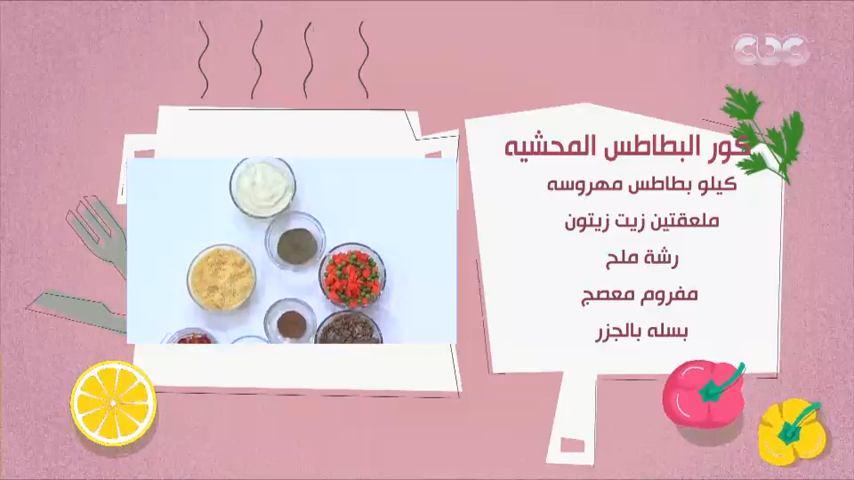 cbc
كور البطاطس المحشيه
كيلو بطاطس مهروسه
ملعقتين زيت زيتون
رشة ملح
مفروم معصج
بسله بالجزر